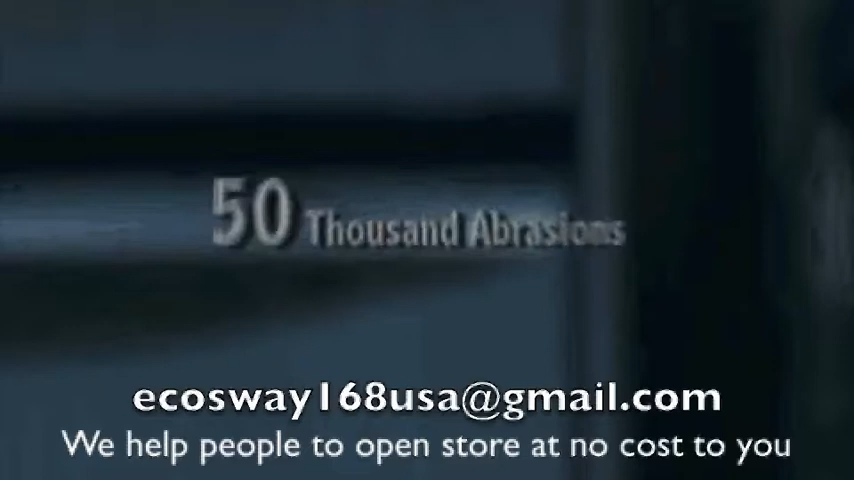 50 Thousand Abrasions
ecosway168usa@gmail.com
We help people to open store at no cost to you